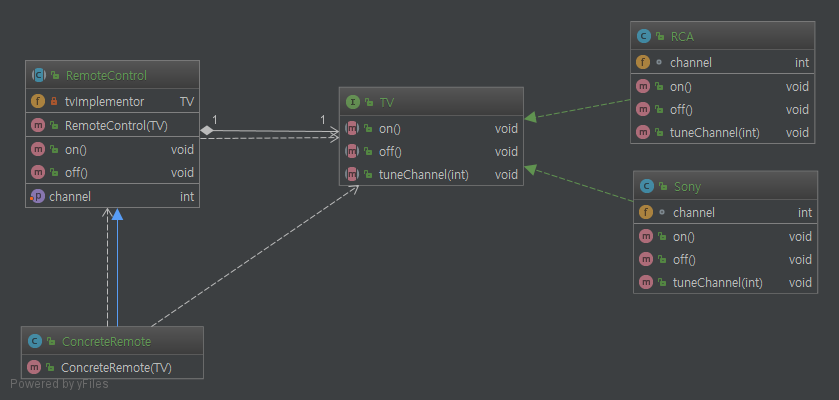 RemoteControl
tvImplementor TV
RemoteControl(TV)
on() void
off() void
channel int
1 1
TV
on() void
off() void
tuneChannel(int) void
RCA
channel int
on() void
off() void
tuneChannel(int) void
Sony
channel int
on() void
off() void
tuneChannel(int) void
ConcreteRemote
ConcreteRemote(TV)
Powered by yFiles